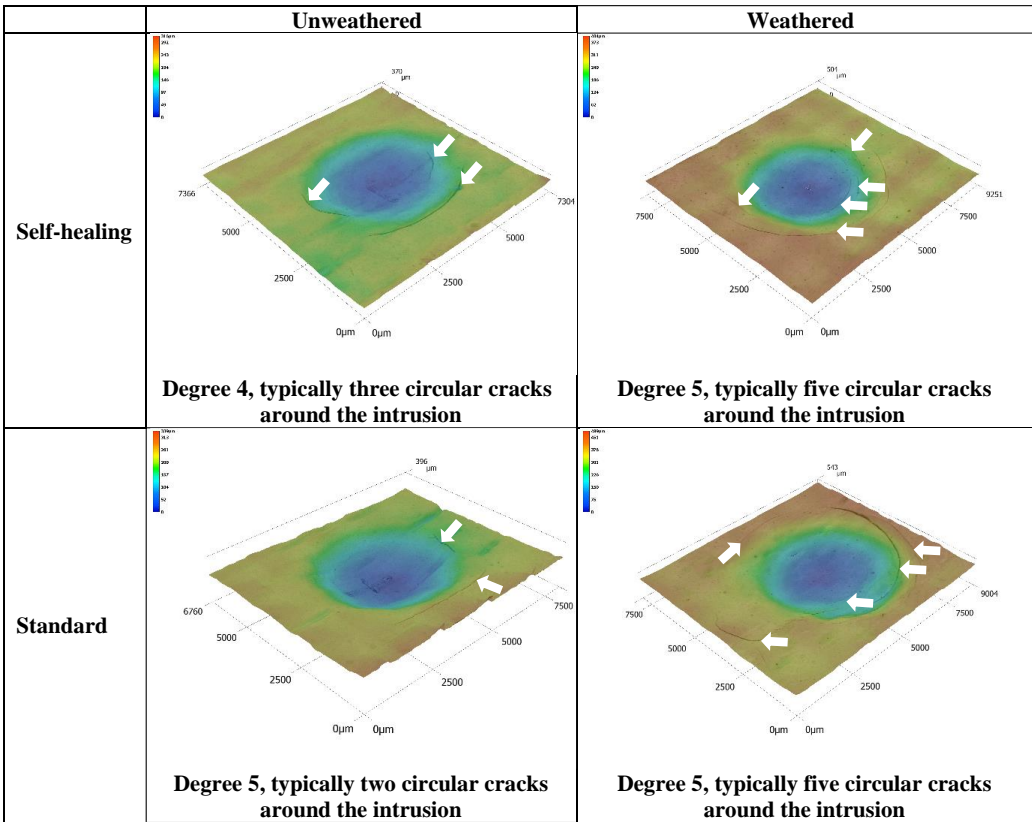 Unweathered
Weathered
Self-healing
370
µm
7366
7304
5000
5000
2500
2500
0µm
0µm
Degree 4, typically three circular cracks
around the intrusion
504
µm
0
7500
9251
5000
7500
2500
5000
2500
0µm
0µm
Degree 5, typically five circular cracks
around the intrusion
Standard
396
µm
6760
7500
5000
5000
2500
2500
0µm
0µm
Degree 5, typically two circular cracks
around the intrusion
543
µm
7500
9004
5000
7500
2500
5000
2500
0µm
0µm
Degree 5, typically five circular cracks
around the intrusion